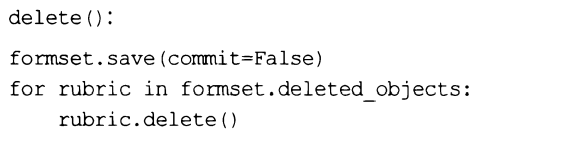 delete():
formset.save(commit=False)
for rubric in formset.deleted_objects:
    rubric.delete()